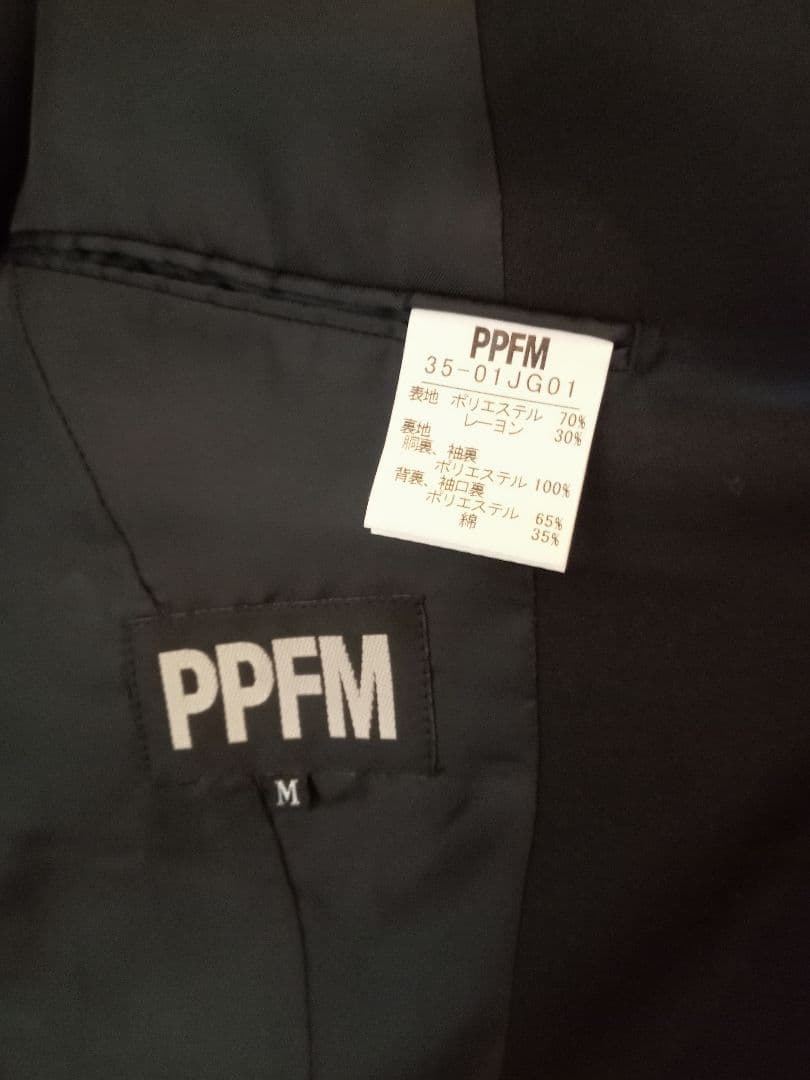 PPFM
35-01JG01
表地 ポリエステル 70%
レーヨン 30%
裏地
胴裏、袖裏
ポリエステル 100%
背裏、袖口裏
ポリエステル 65%
綿 35%
PPFM
M